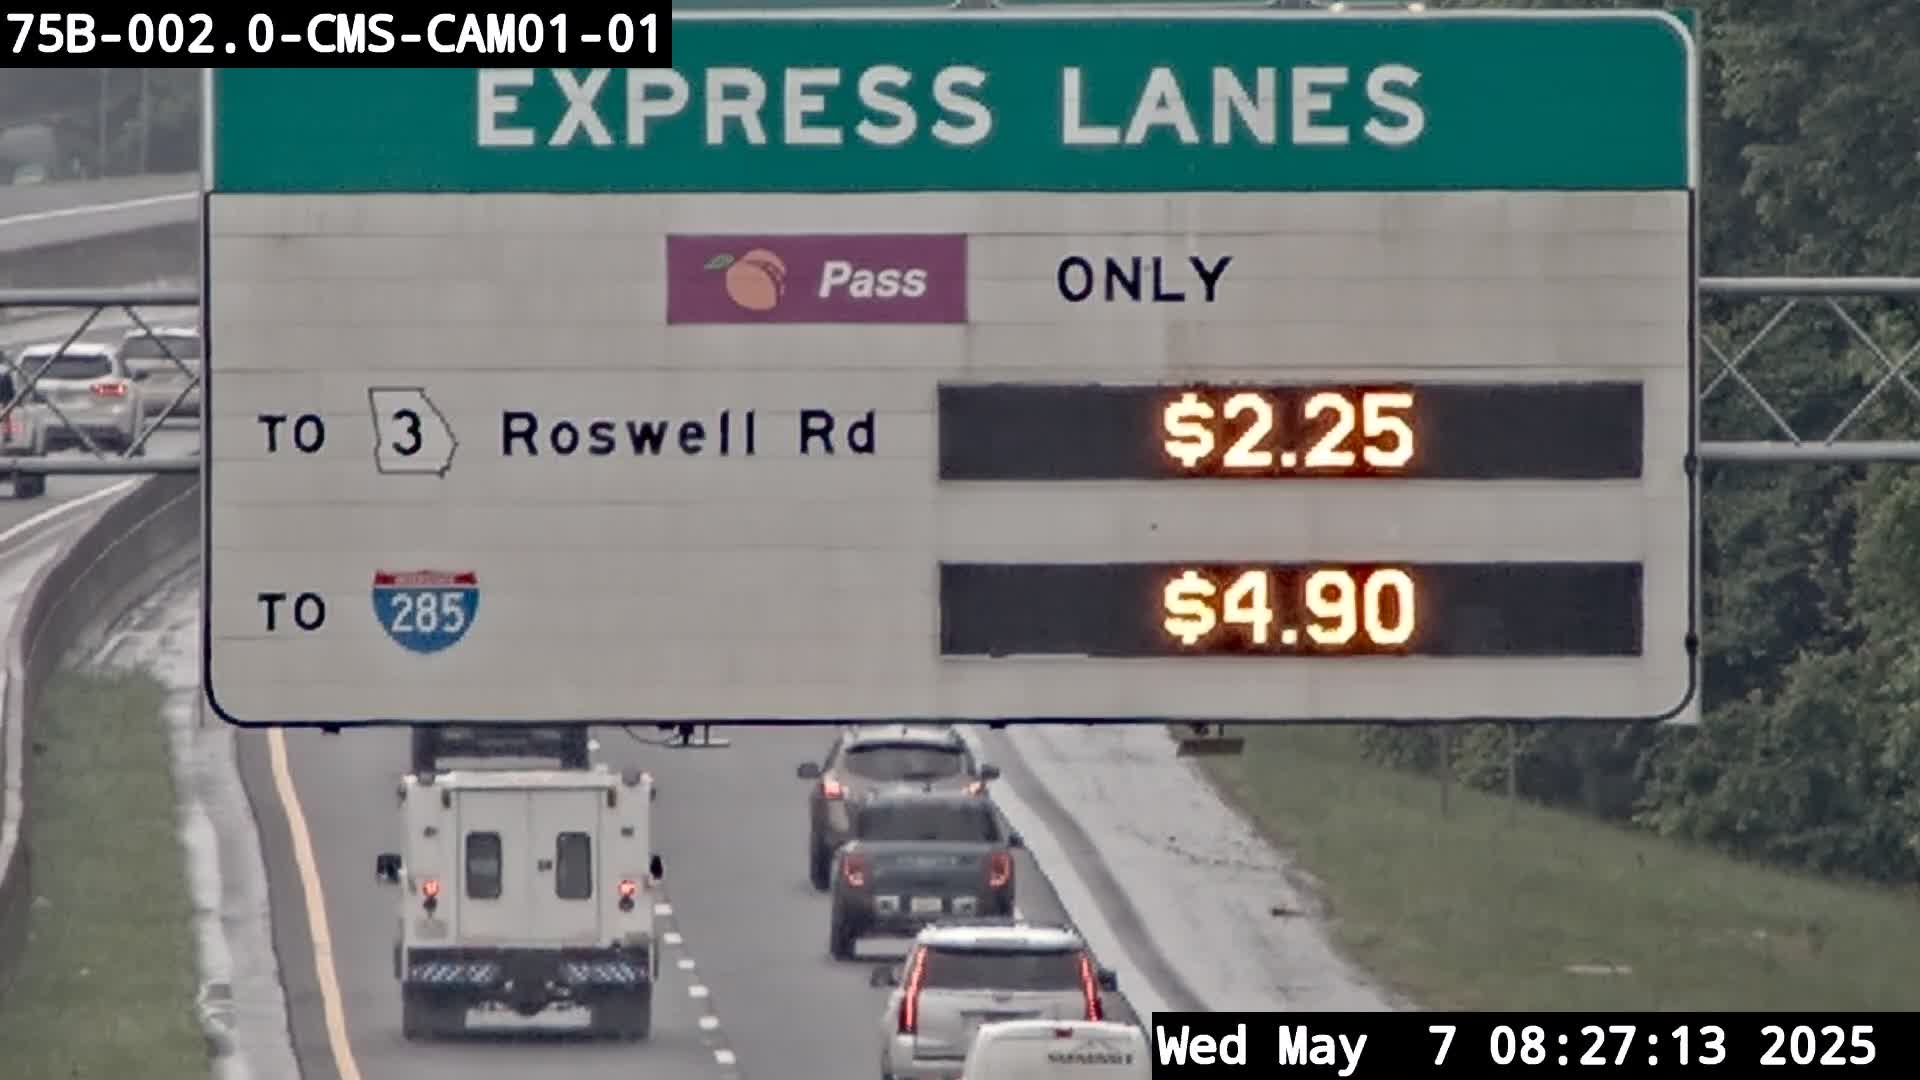 75B-002.0-CMS-CAM01-01
EXPRESS LANES
Pass ONLY
TO 3 Roswell Rd $2.25
TO 285 $4.90
SUMMIT
Wed May 7 08:27:13 2025